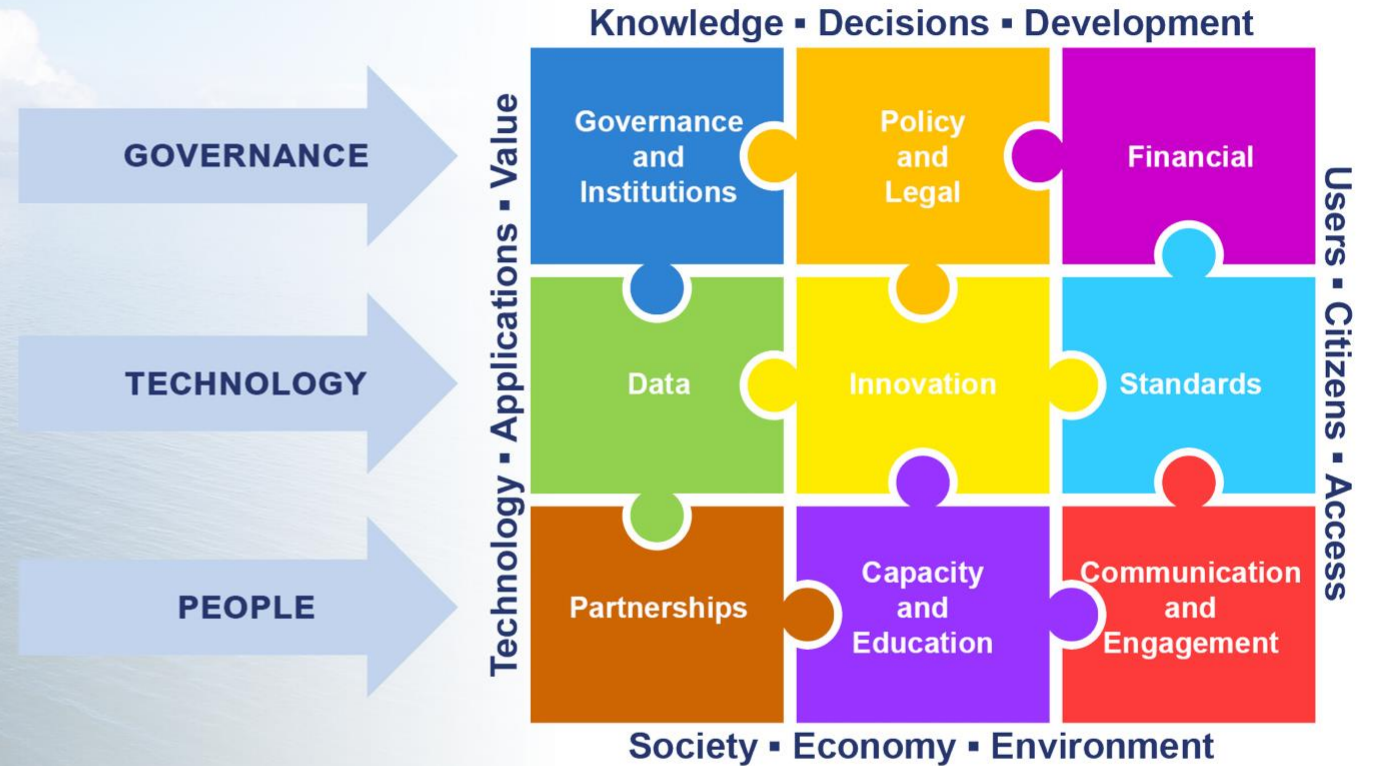 Knowledge ▪ Decisions ▪ Development
GOVERNANCE
Technology ▪ Applications ▪ Value
Governance
and
Institutions
Policy
and
Legal
Financial
Users ▪ Citizens ▪ Access
TECHNOLOGY
Data
Innovation
Standards
PEOPLE
Partnerships
Capacity
and
Education
Communication
and
Engagement
Society ▪ Economy ▪ Environment